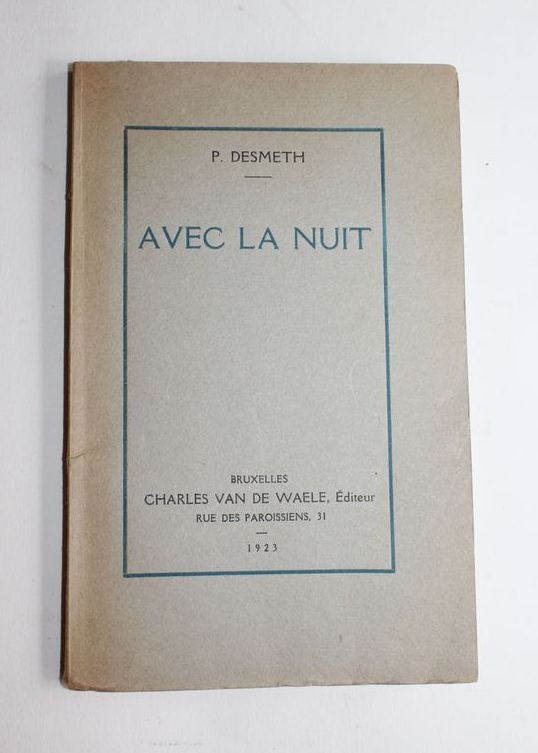 P. DESMETH
AVEC LA NUIT
BRUXELLES
CHARLES VAN DE WAELE, Éditeur
RUE DES PAROISSIENS, 31
1923